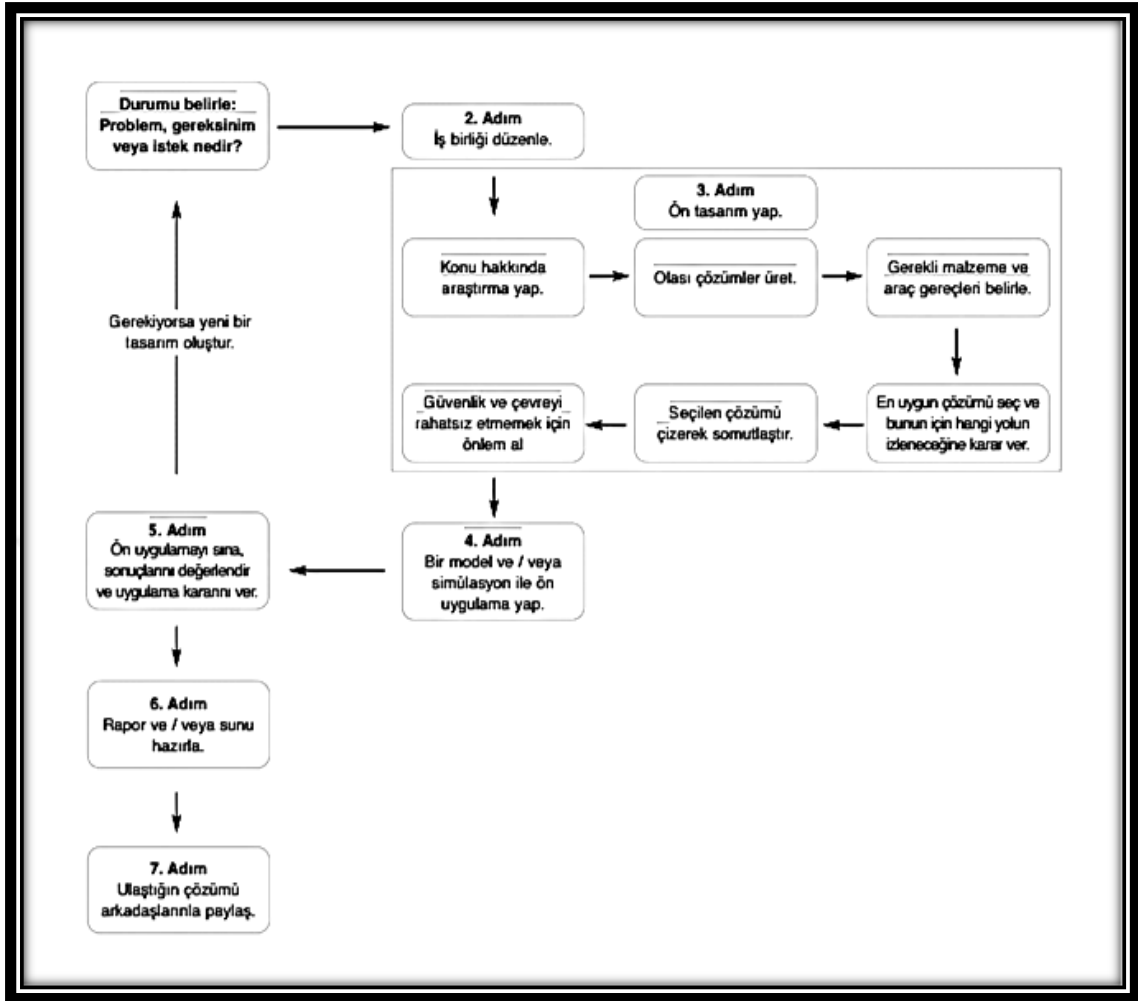 Durumu belirle:
Problem, gereksinim
veya istek nedir?
2. Adım
İş birliği düzenle.
3. Adım
Ön tasarım yap.
Konu hakkında
araştırma yap.
Olası çözümler üret.
Gerekli malzeme ve
araç gereçleri belirle.
En uygun çözümü seç ve
bunun için hangi yolun
izleneceğine karar ver.
Seçilen çözümü
çizerek somutlaştır.
Güvenlik ve çevreyi
rahatsız etmemek için
önlem al
4. Adım
Bir model ve / veya
simülasyon ile ön
uygulama yap.
5. Adım
Ön uygulamayı sına,
sonuçlarını değerlendir
ve uygulama kararını ver.
Gerekiyorsa yeni bir
tasarım oluştur.
6. Adım
Rapor ve / veya sunu
hazırla.
7. Adım
Ulaştığın çözümü
arkadaşlarınla paylaş.